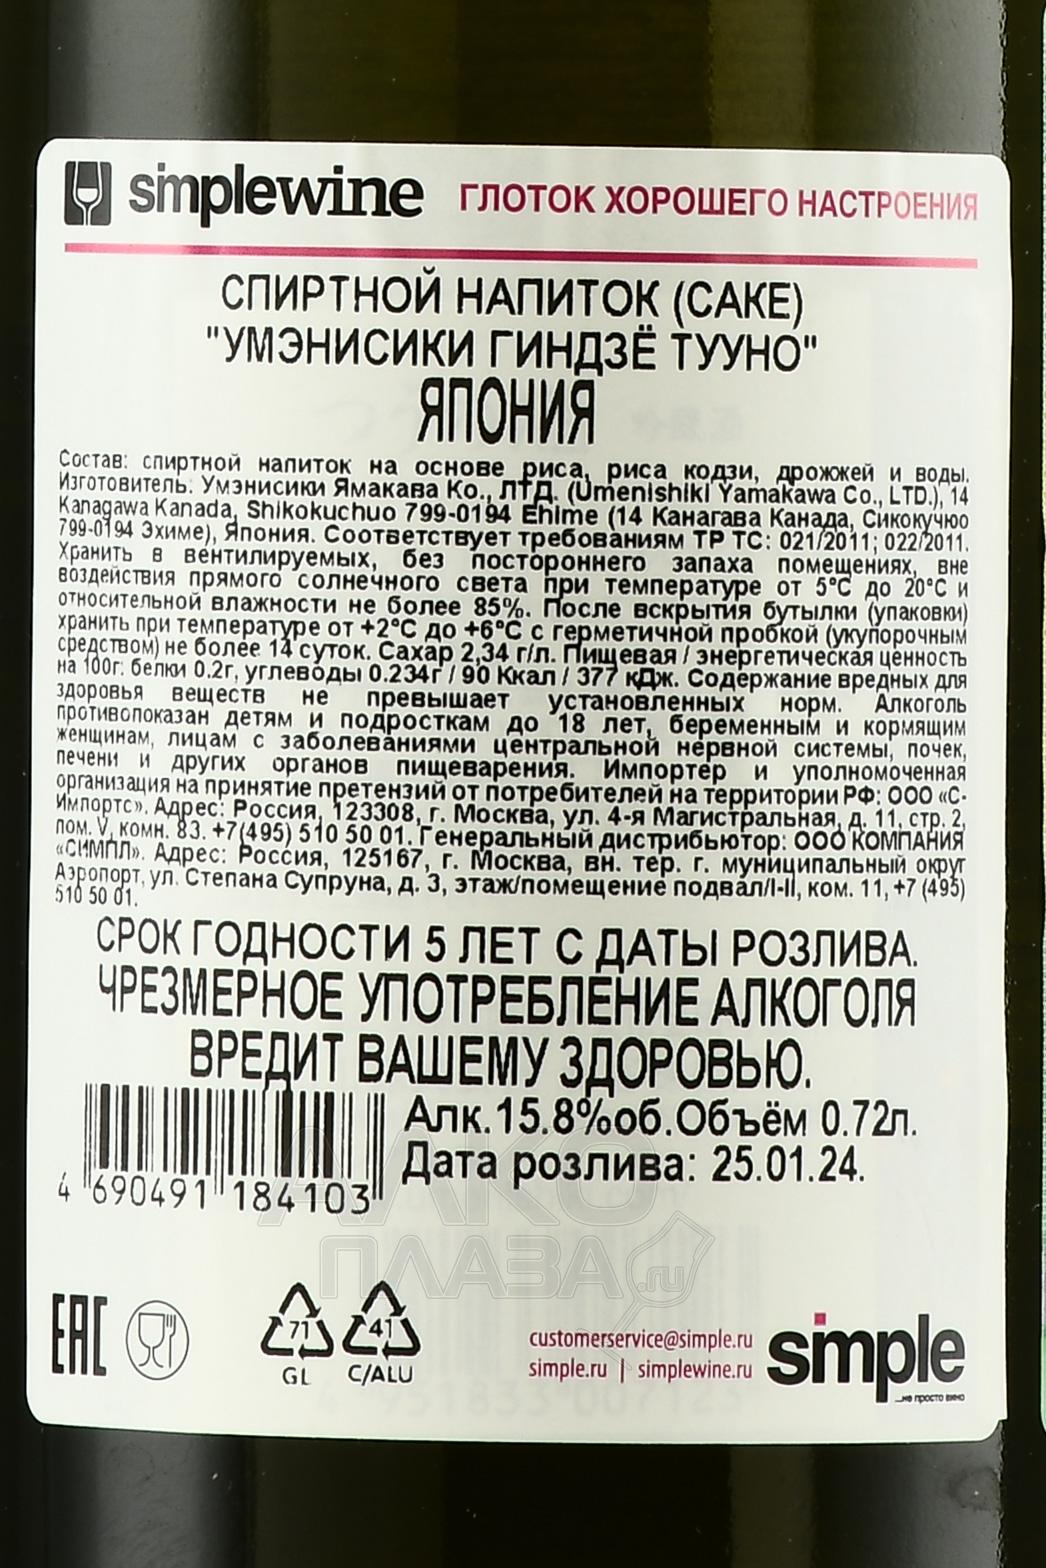 simplewine ГЛОТОК ХОРОШЕГО НАСТРОЕНИЯ
СПИРТНОЙ НАПИТОК (САКЕ)
"УМЭНИСИКИ ГИНДЗЁ ТУУНО"
ЯПОНИЯ
Состав: спиртной напиток на основе риса, риса кодзи, дрожжей и воды.
Изготовитель: Умэнисики Ямакава Ко., ЛТД. (Umenishiki Yamakawa Co., LTD.), 14
Kanagawa Kanada, Shikokuchuo 799-0194 Ehime (14 Канагава Канада, Сикокучюо
799-0194 Эхиме), Япония. Соответствует требованиям ТР ТС: 021/2011; 022/2011.
Хранить в вентилируемых, без постороннего запаха помещениях, вне
воздействия прямого солнечного света при температуре от 5°С до 20°С и
относительной влажности не более 85%. После вскрытия бутылки (упаковки)
хранить при температуре от +2°С до +6°С с герметичной пробкой (укупорочным
средством) не более 14 суток. Сахар 2,34 г/л. Пищевая / энергетическая ценность
на 100г: белки 0.2г, углеводы 0.234г / 90 Ккал / 377 кДж. Содержание вредных для
здоровья веществ не превышает установленных норм. Алкоголь
противопоказан детям и подросткам до 18 лет, беременным и кормящим
женщинам, лицам с заболеваниями центральной нервной системы, почек,
печени и других органов пищеварения. Импортер и уполномоченная
организация на принятие претензий от потребителей на территории РФ: ООО «С-
Импортс». Адрес: Россия, 123308, г. Москва, ул. 4-я Магистральная, д. 11, стр. 2,
пом. V, комн. 83. +7(495) 510 50 01. Генеральный дистрибьютор: ООО КОМПАНИЯ
«СИМПЛ». Адрес: Россия, 125167, г. Москва, вн. тер. г. муниципальный округ
Аэропорт, ул. Степана Супруна, д. 3, этаж/помещение подвал/I-II, ком. 11, +7 (495)
510 50 01.
СРОК ГОДНОСТИ 5 ЛЕТ С ДАТЫ РОЗЛИВА.
ЧРЕЗМЕРНОЕ УПОТРЕБЛЕНИЕ АЛКОГОЛЯ
ВРЕДИТ ВАШЕМУ ЗДОРОВЬЮ.
Алк.15.8%об.Объём 0.72л.
Дата розлива: 25.01.24.
4 690491 184103
АЛКО
ПЛАЗА.ru
EAC
71 41
GL C/ALU
customerservice@simple.ru
simple.ru | simplewine.ru
simple
...не просто вино